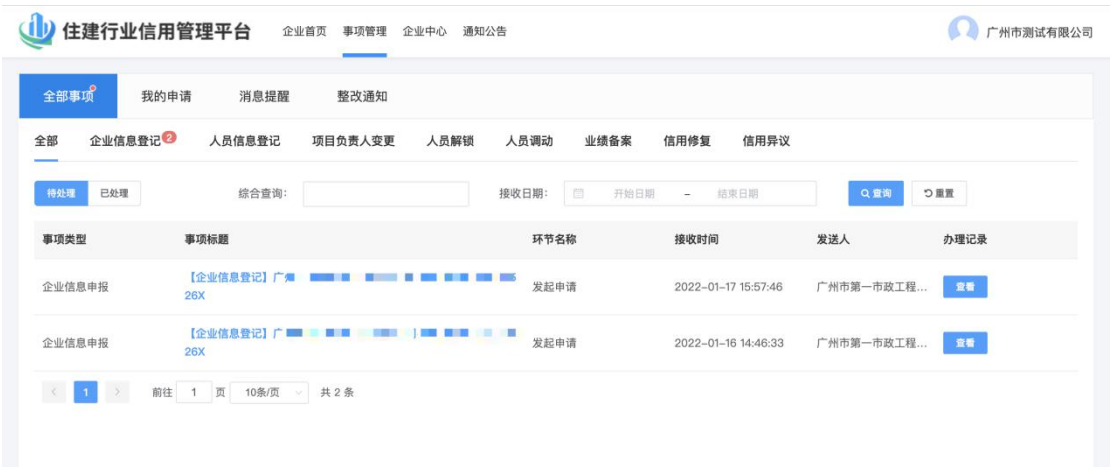 住建行业信用管理平台 企业首页 事项管理 企业中心 通知公告 广州市测试有限公司
全部事项 我的申请 消息提醒 整改通知
全部 企业信息登记 2 人员信息登记 项目负责人变更 人员解锁 人员调动 业绩备案 信用修复 信用异议
待处理 已处理 综合查询: 接收日期: 开始日期 – 结束日期 查询 重置
事项类型 事项标题 环节名称 接收时间 发送人 办理记录
企业信息申报 【企业信息登记】广 发起申请 2022-01-17 15:57:46 广州市第一市政工程... 查看
26X
企业信息申报 【企业信息登记】广 发起申请 2022-01-16 14:46:33 广州市第一市政工程... 查看
26X
< 1 > 前往 1 页 10条/页 共 2 条